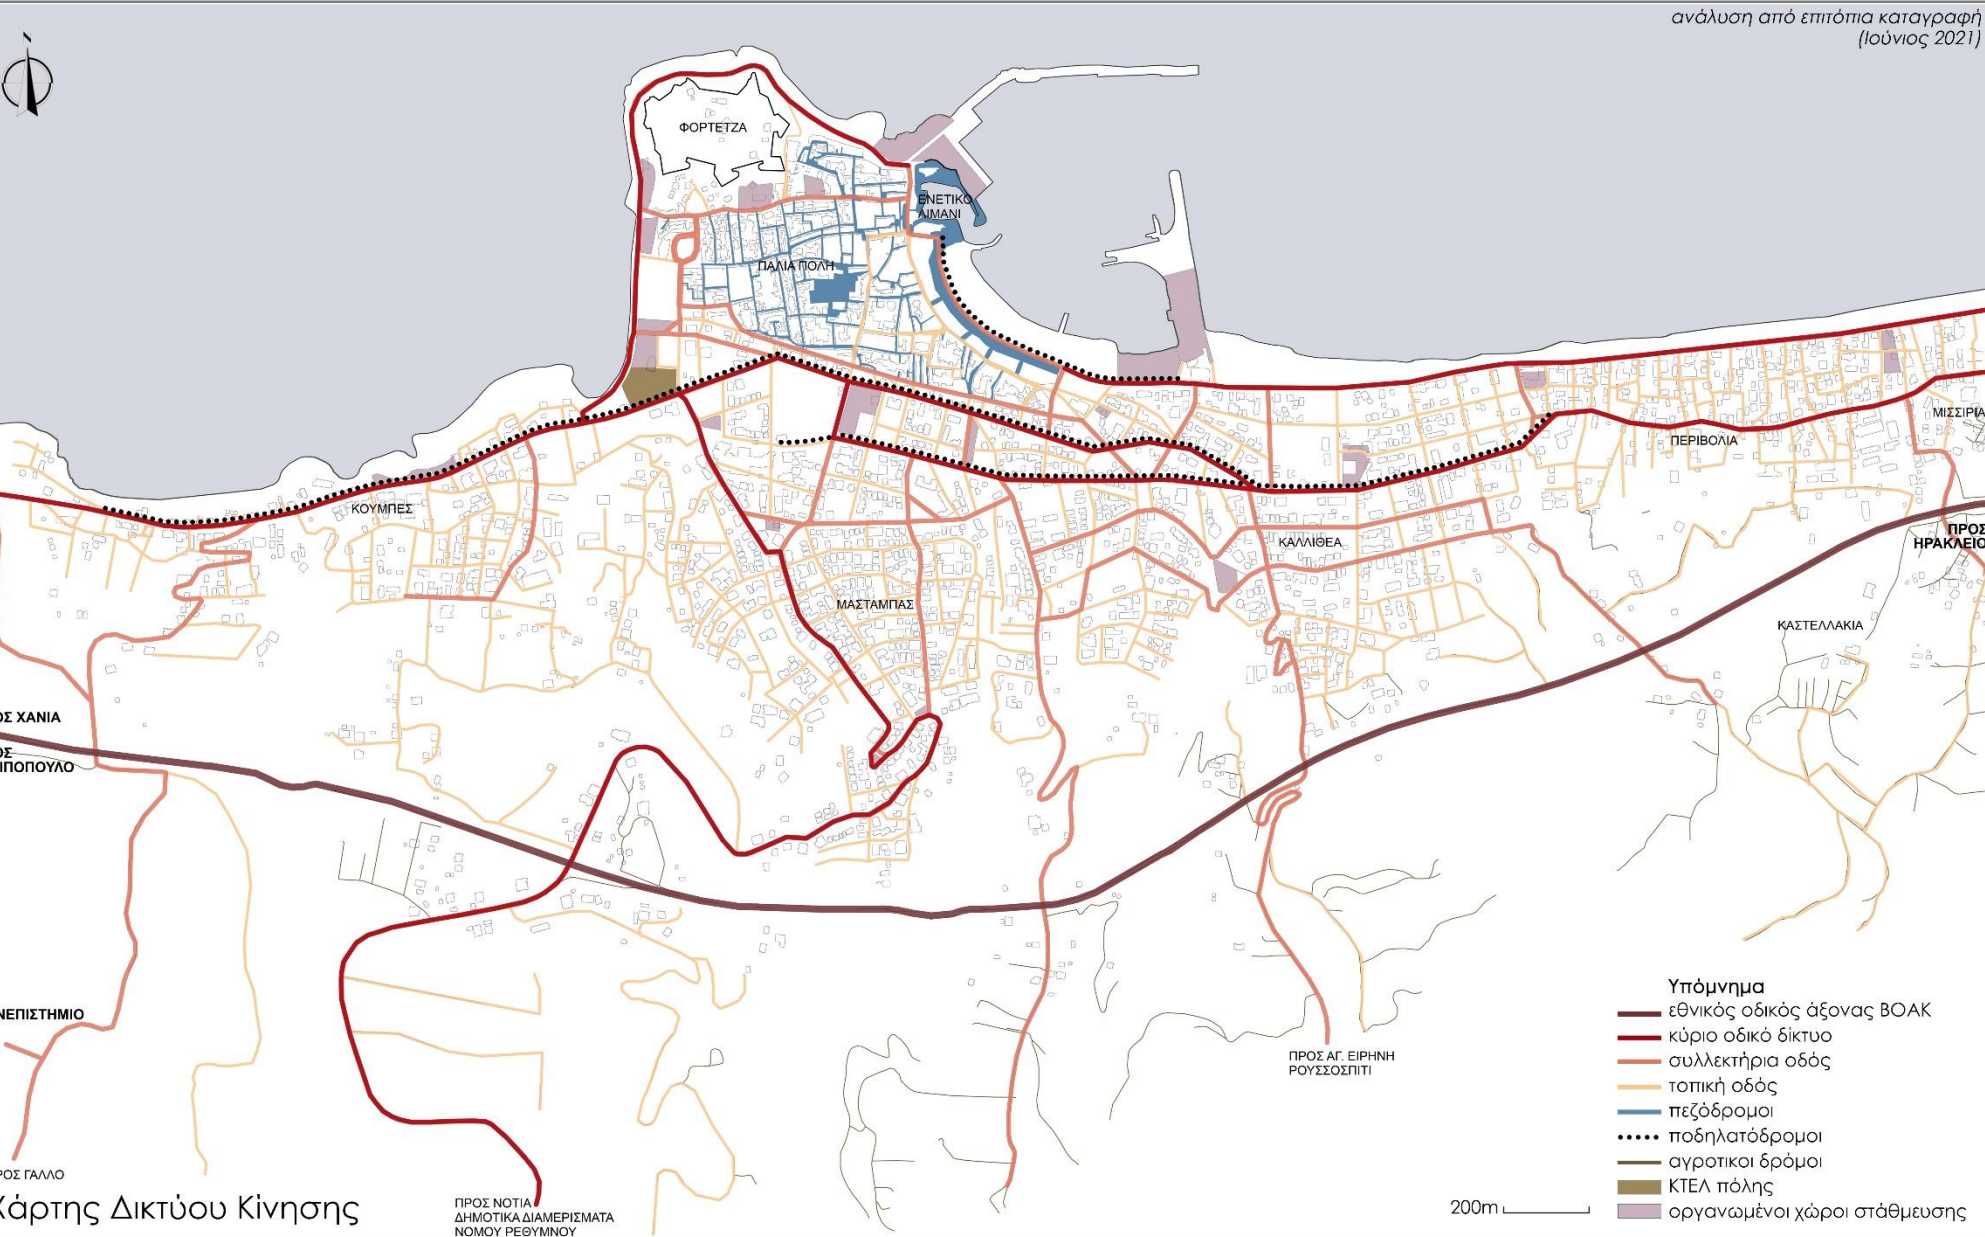 ανάλυση από επιτόπια καταγραφή
(Ιούνιος 2021)
N
ΦΟΡΤΕΤΖΑ
ΕΝΕΤΙΚΟ
ΛΙΜΑΝΙ
ΠΑΛΙΑ ΠΟΛΗ
ΜΙΣΣΙΡΙΑ
ΠΕΡΙΒΟΛΙΑ
ΚΟΥΜΠΕΣ
ΠΡΟΣ
ΗΡΑΚΛΕΙΟ
ΚΑΛΛΙΘΕΑ
ΜΑΣΤΑΜΠΑΣ
ΚΑΣΤΕΛΛΑΚΙΑ
ΟΣ ΧΑΝΙΑ
ΟΣ
ΙΠΟΠΟΥΛΟ
ΝΕΠΙΣΤΗΜΙΟ
ΠΡΟΣ ΑΓ. ΕΙΡΗΝΗ
ΡΟΥΣΣΟΣΠΙΤΙ
ΡΟΣ ΓΑΛΛΟ
Χάρτης Δικτύου Κίνησης
ΠΡΟΣ ΝΟΤΙΑ
ΔΗΜΟΤΙΚΑ ΔΙΑΜΕΡΙΣΜΑΤΑ
ΝΟΜΟΥ ΡΕΘΥΜΝΟΥ
200m
Υπόμνημα
εθνικός οδικός άξονας ΒΟΑΚ
κύριο οδικό δίκτυο
συλλεκτήρια οδός
τοπική οδός
πεζόδρομοι
ποδηλατόδρομοι
αγροτικοι δρόμοι
ΚΤΕΛ πόλης
οργανωμένοι χώροι στάθμευσης